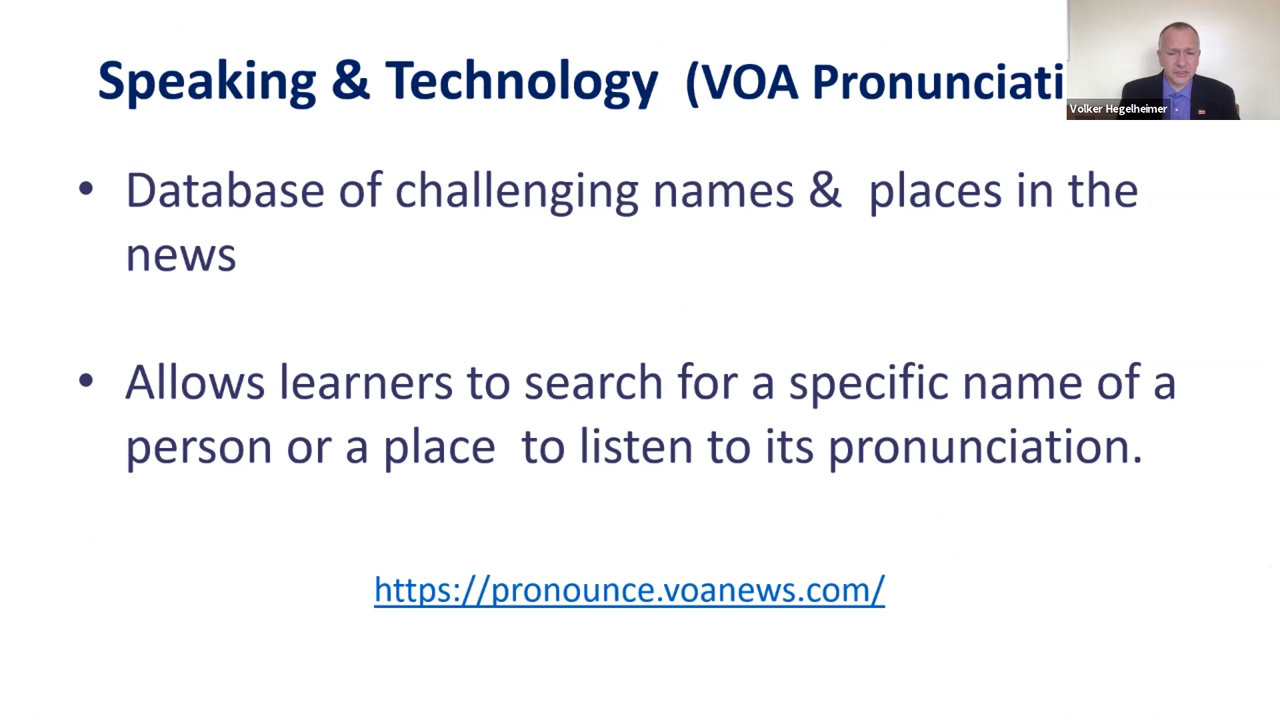 Speaking & Technology (VOA Pronunciati
Volker Hegelheimer
• Database of challenging names & places in the
news
• Allows learners to search for a specific name of a
person or a place to listen to its pronunciation.
https://pronounce.voanews.com/